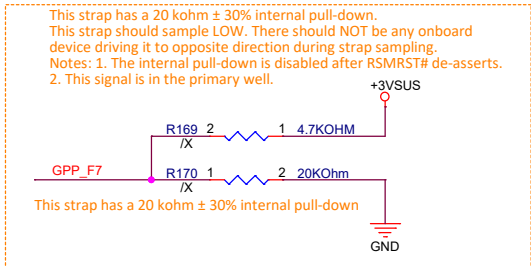 This strap has a 20 kohm ± 30% internal pull-down.
This strap should sample LOW. There should NOT be any onboard
device driving it to opposite direction during strap sampling.
Notes: 1. The internal pull-down is disabled after RSMRST# de-asserts.
2. This signal is in the primary well.
+3VSUS
R169 2 1 4.7KOHM
/X
GPP_F7 R170 1 2 20KOhm
/X
This strap has a 20 kohm ± 30% internal pull-down
GND